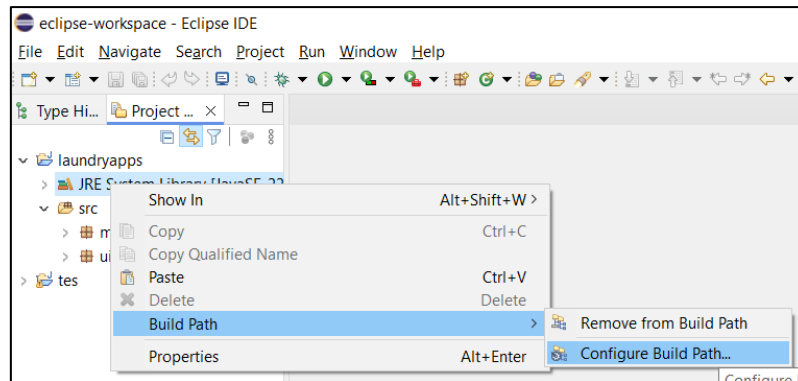 eclipse-workspace - Eclipse IDE
File Edit Navigate Search Project Run Window Help
Type Hi... Project ...
laundryapps
JRE System Library [JavaSE-22
src
m
ui
tes
Show In Alt+Shift+W
Copy Ctrl+C
Copy Qualified Name
Paste Ctrl+V
Delete Delete
Build Path
Properties Alt+Enter
Remove from Build Path
Configure Build Path...
Configure